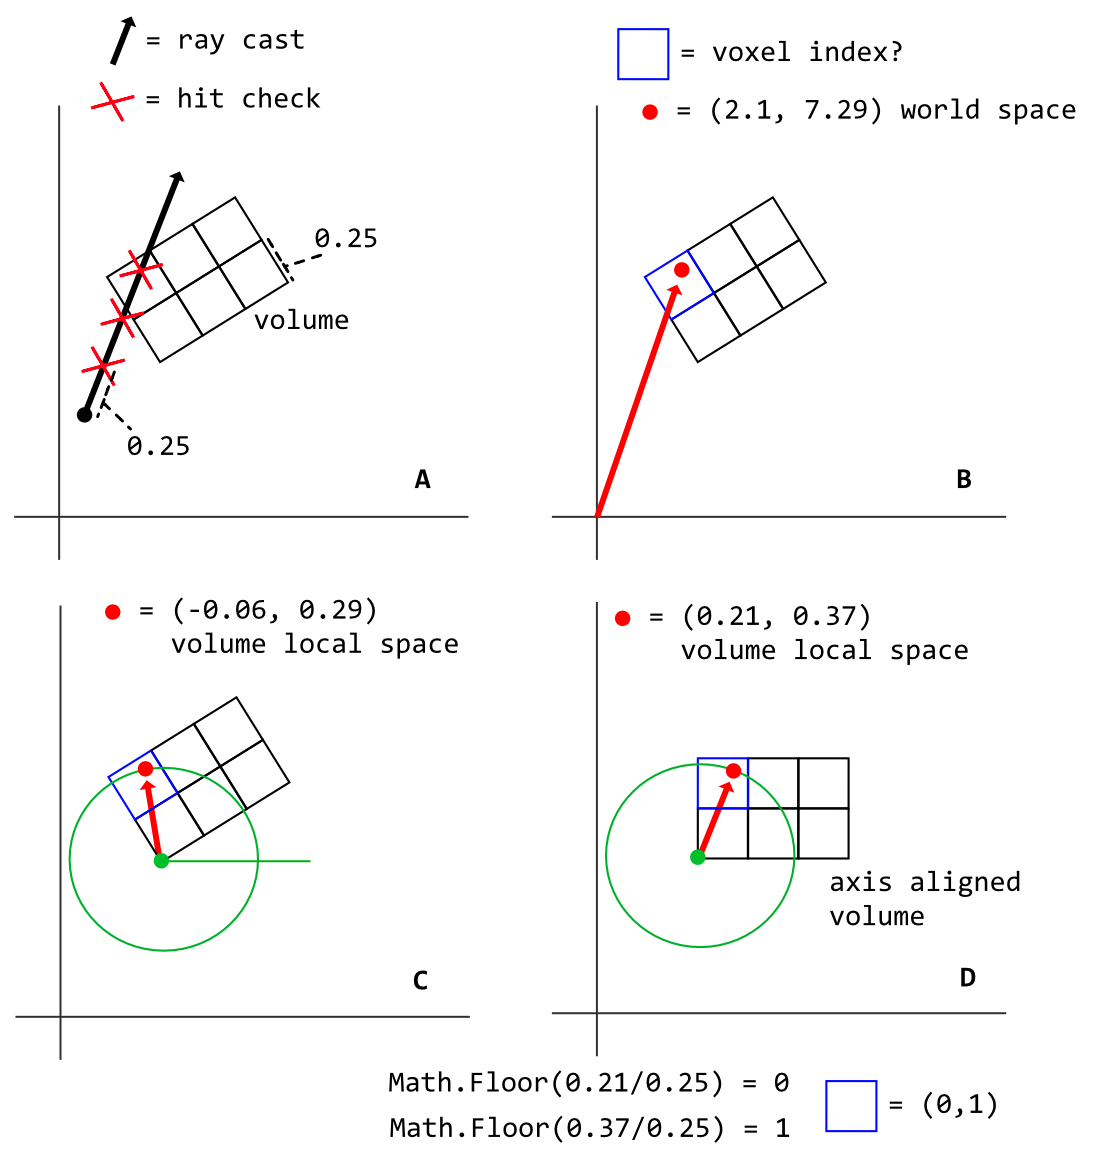 = ray cast
= hit check
0.25
volume
0.25
A
= voxel index?
= (2.1, 7.29) world space
B
= (-0.06, 0.29)
volume local space
C
= (0.21, 0.37)
volume local space
axis aligned
volume
D
Math.Floor(0.21/0.25) = 0
Math.Floor(0.37/0.25) = 1
= (0,1)